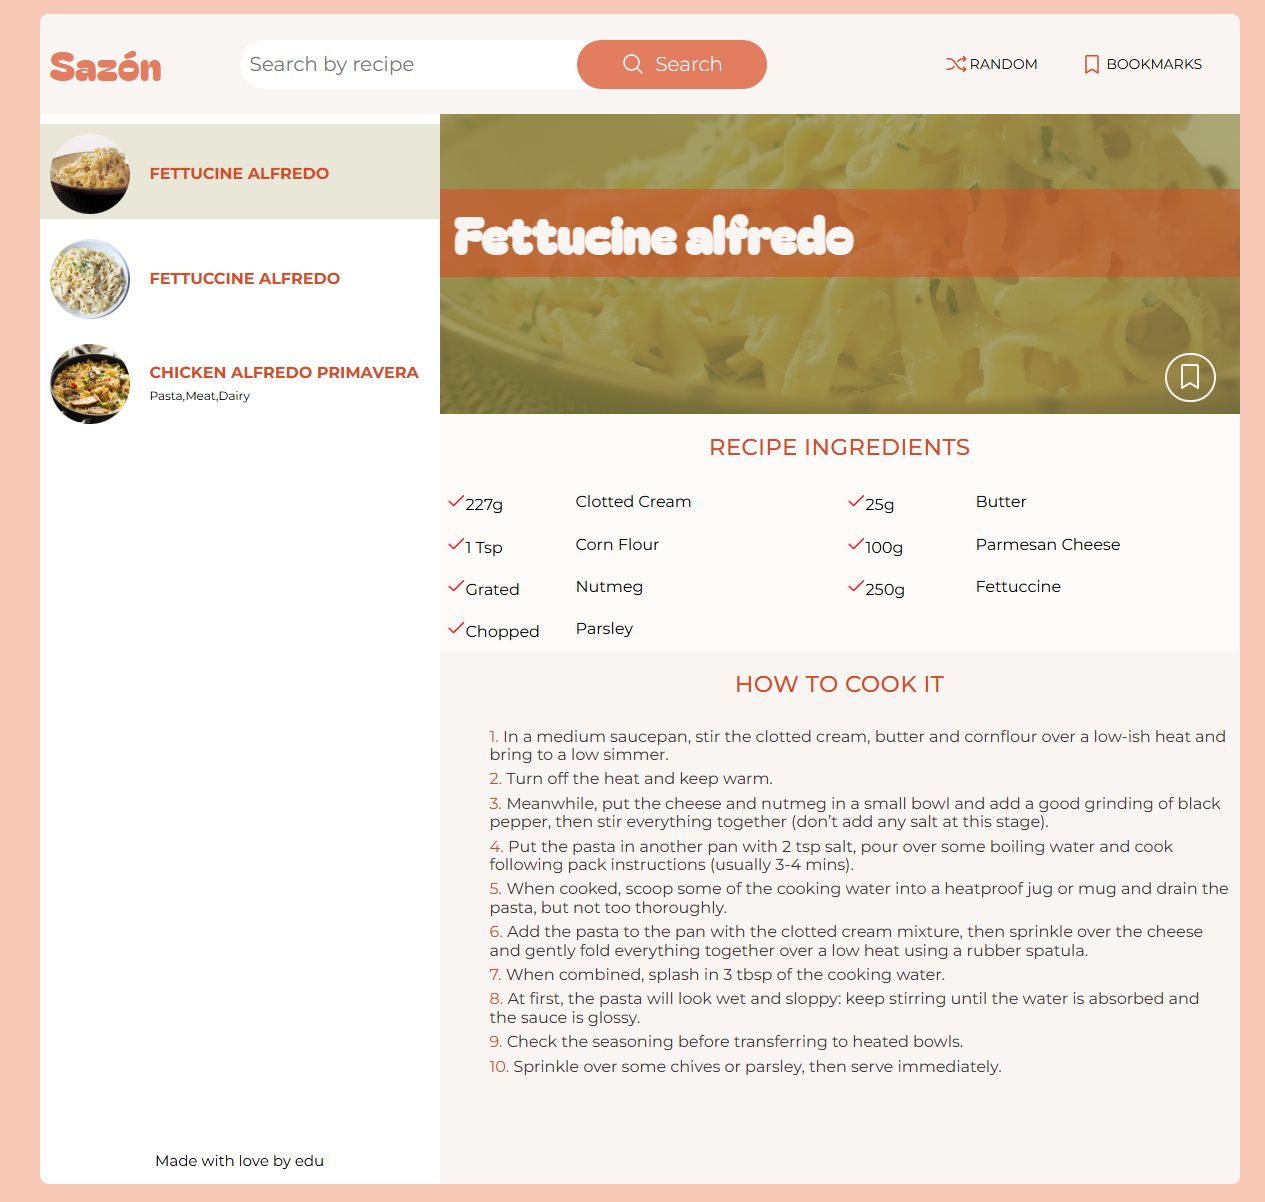 Sazón
Search by recipe
Search
RANDOM
BOOKMARKS
FETTUCINE ALFREDO
FETTUCCINE ALFREDO
CHICKEN ALFREDO PRIMAVERA
Pasta,Meat,Dairy
Made with love by edu
Fettucine alfredo
RECIPE INGREDIENTS
227g Clotted Cream
25g Butter
1 Tsp Corn Flour
100g Parmesan Cheese
Grated Nutmeg
250g Fettuccine
Chopped Parsley
HOW TO COOK IT
1. In a medium saucepan, stir the clotted cream, butter and cornflour over a low-ish heat and
bring to a low simmer.
2. Turn off the heat and keep warm.
3. Meanwhile, put the cheese and nutmeg in a small bowl and add a good grinding of black
pepper, then stir everything together (don’t add any salt at this stage).
4. Put the pasta in another pan with 2 tsp salt, pour over some boiling water and cook
following pack instructions (usually 3-4 mins).
5. When cooked, scoop some of the cooking water into a heatproof jug or mug and drain the
pasta, but not too thoroughly.
6. Add the pasta to the pan with the clotted cream mixture, then sprinkle over the cheese
and gently fold everything together over a low heat using a rubber spatula.
7. When combined, splash in 3 tbsp of the cooking water.
8. At first, the pasta will look wet and sloppy: keep stirring until the water is absorbed and
the sauce is glossy.
9. Check the seasoning before transferring to heated bowls.
10. Sprinkle over some chives or parsley, then serve immediately.